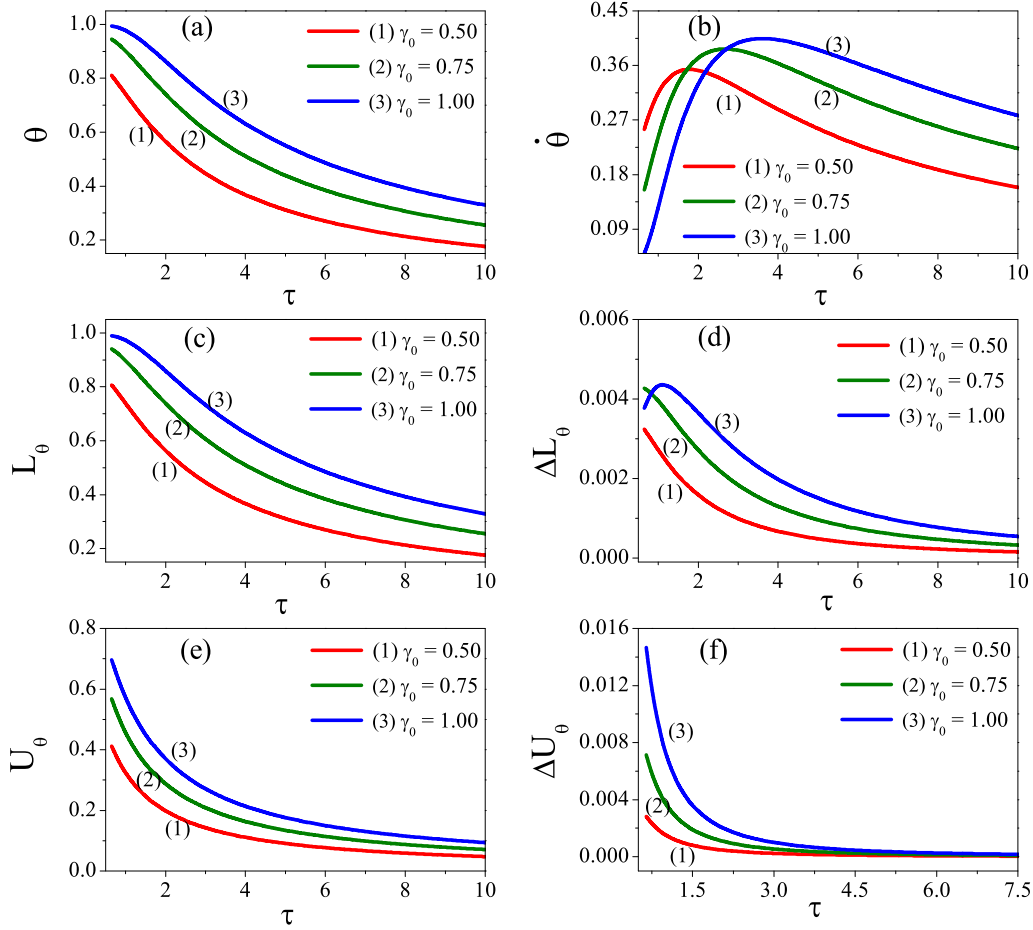 (a)
(1) γ₀ = 0.50
(2) γ₀ = 0.75
(3) γ₀ = 1.00
1.0
0.8
0.6
0.4
0.2
θ
(1)
(2)
(3)
2 4 6 8 10
τ
(b)
0.45
0.36
0.27
0.18
0.09
θ̇
(1)
(2)
(3)
(1) γ₀ = 0.50
(2) γ₀ = 0.75
(3) γ₀ = 1.00
2 4 6 8 10
τ
(c)
(1) γ₀ = 0.50
(2) γ₀ = 0.75
(3) γ₀ = 1.00
1.0
0.8
0.6
0.4
0.2
L_θ
(1)
(2)
(3)
2 4 6 8 10
τ
(d)
(1) γ₀ = 0.50
(2) γ₀ = 0.75
(3) γ₀ = 1.00
0.006
0.004
0.002
0.000
ΔL_θ
(1)
(2)
(3)
2 4 6 8 10
τ
(e)
(1) γ₀ = 0.50
(2) γ₀ = 0.75
(3) γ₀ = 1.00
0.8
0.6
0.4
0.2
0.0
U_θ
(1)
(2)
(3)
2 4 6 8 10
τ
(f)
(1) γ₀ = 0.50
(2) γ₀ = 0.75
(3) γ₀ = 1.00
0.016
0.012
0.008
0.004
0.000
ΔU_θ
(1)
(2)
(3)
1.5 3.0 4.5 6.0 7.5
τ